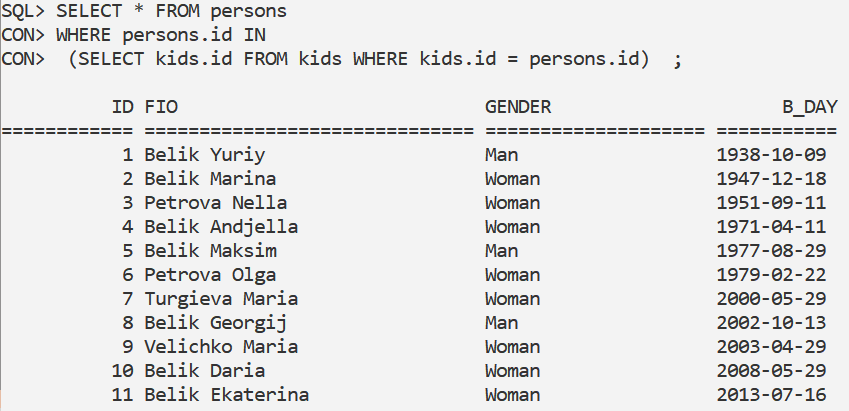 SQL> SELECT * FROM persons
CON> WHERE persons.id IN
CON>  (SELECT kids.id FROM kids WHERE kids.id = persons.id)  ;
ID FIO GENDER B_DAY
============ ============================== ==================== ===========
1 Belik Yuriy Man 1938-10-09
2 Belik Marina Woman 1947-12-18
3 Petrova Nella Woman 1951-09-11
4 Belik Andjella Woman 1971-04-11
5 Belik Maksim Man 1977-08-29
6 Petrova Olga Woman 1979-02-22
7 Turgieva Maria Woman 2000-05-29
8 Belik Georgij Man 2002-10-13
9 Velichko Maria Woman 2003-04-29
10 Belik Daria Woman 2008-05-29
11 Belik Ekaterina Woman 2013-07-16